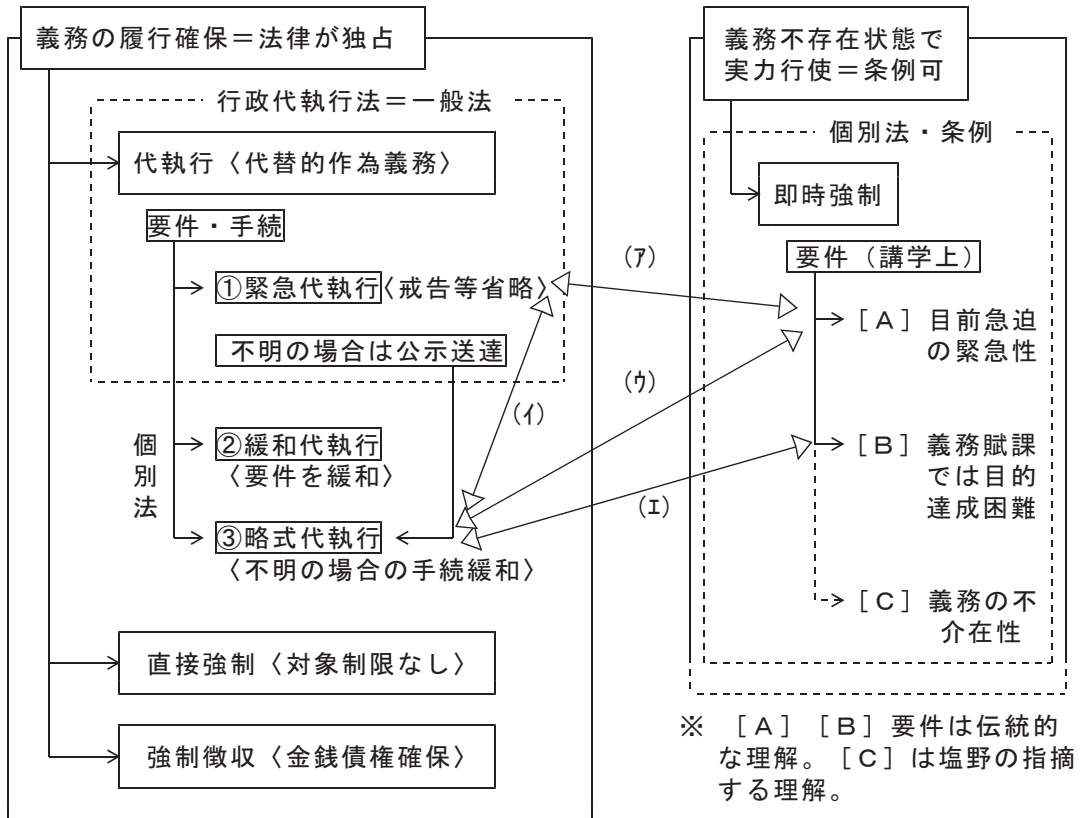 義務の履行確保＝法律が独占
行政代執行法＝一般法
代執行〈代替的作為義務〉
要件・手続
①緊急代執行〈戒告等省略〉
不明の場合は公示送達
個別法
②緩和代執行
〈要件を緩和〉
③略式代執行
〈不明の場合の手続緩和〉
直接強制〈対象制限なし〉
強制徴収〈金銭債権確保〉
(ｱ)
(ｲ)
(ｳ)
(ｴ)
義務不存在状態で
実力行使＝条例可
個別法・条例
即時強制
要件（講学上）
［Ａ］目前急迫
の緊急性
［Ｂ］義務賦課
では目的
達成困難
［Ｃ］義務の不
介在性
※　［Ａ］［Ｂ］要件は伝統的
な理解。［Ｃ］は塩野の指摘
する理解。